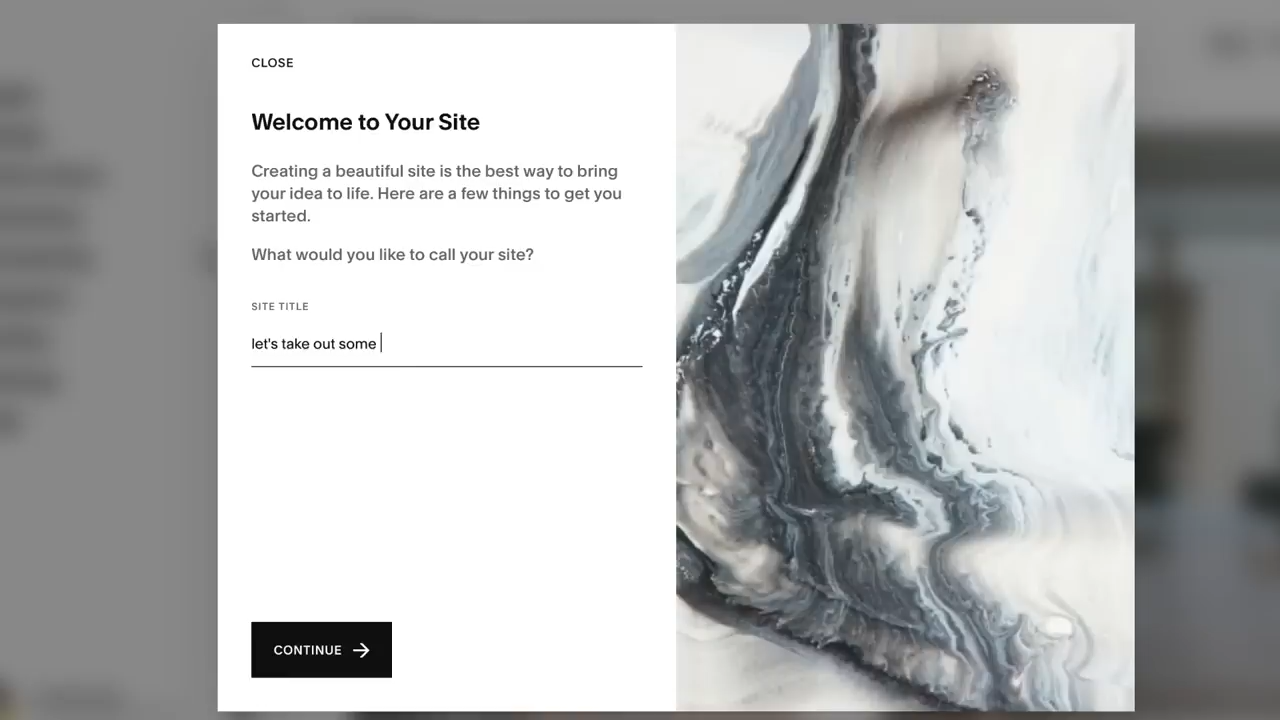 CLOSE
Welcome to Your Site
Creating a beautiful site is the best way to bring
your idea to life. Here are a few things to get you
started.
What would you like to call your site?
SITE TITLE
let's take out some
CONTINUE